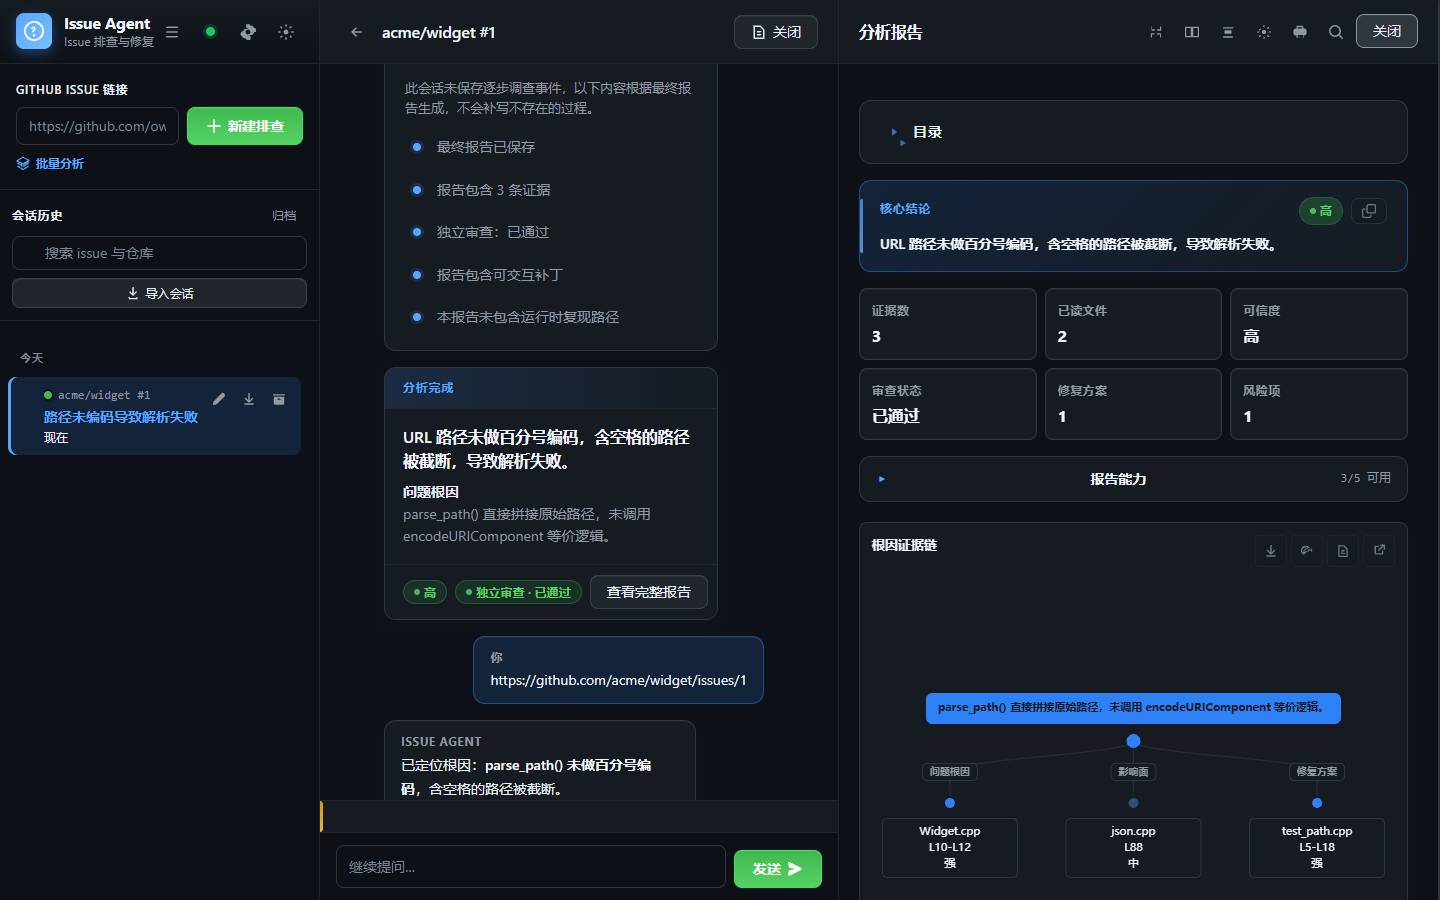 Issue Agent
Issue 排查与修复
GITHUB ISSUE 链接
https://github.com/ow
新建排查
批量分析
会话历史
归档
搜索 issue 与仓库
导入会话
今天
acme/widget #1
路径未编码导致解析失败
现在
acme/widget #1
关闭
此会话未保存逐步调查事件，以下内容根据最终报
告生成，不会补写不存在的过程。
最终报告已保存
报告包含 3 条证据
独立审查：已通过
报告包含可交互补丁
本报告未包含运行时复现路径
分析完成
URL 路径未做百分号编码，含空格的路径
被截断，导致解析失败。
问题根因
parse_path() 直接拼接原始路径，未调用
encodeURIComponent 等价逻辑。
高
独立审查 · 已通过
查看完整报告
你
https://github.com/acme/widget/issues/1
ISSUE AGENT
已定位根因：parse_path() 未做百分号编
码，含空格的路径被截断。
继续提问...
发送
分析报告
关闭
目录
核心结论
高
URL 路径未做百分号编码，含空格的路径被截断，导致解析失败。
证据数
3
已读文件
2
可信度
高
审查状态
已通过
修复方案
1
风险项
1
报告能力
3/5 可用
根因证据链
parse_path() 直接拼接原始路径，未调用 encodeURIComponent 等价逻辑。
问题根因
影响面
修复方案
Widget.cpp
L10-L12
强
json.cpp
L88
中
test_path.cpp
L5-L18
强